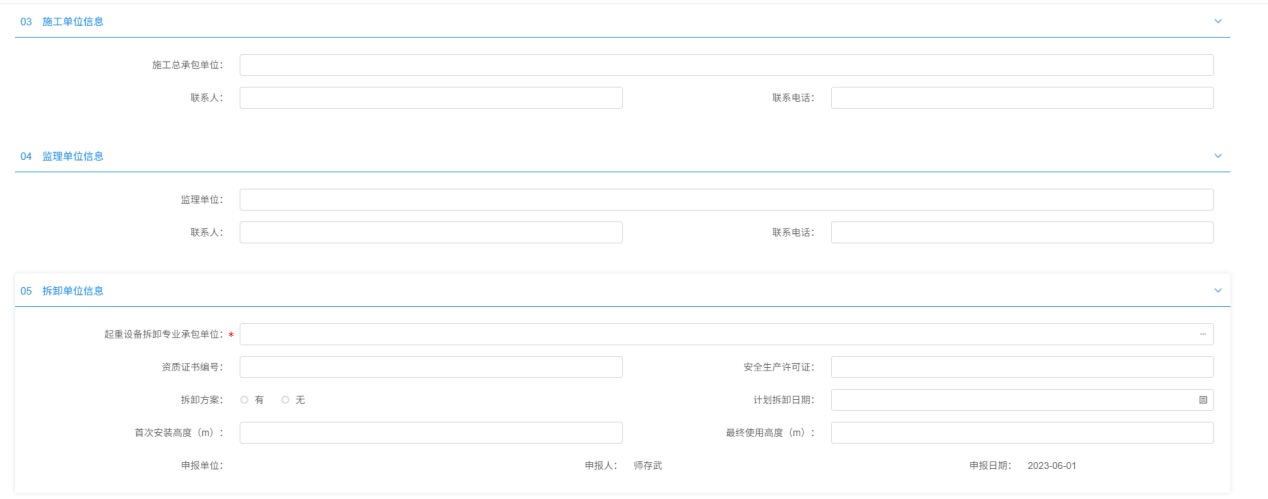 03 施工单位信息
施工总承包单位:
联系人: 联系电话:
04 监理单位信息
监理单位:
联系人: 联系电话:
05 拆卸单位信息
起重设备拆卸专业承包单位:* ...
资质证书编号: 安全生产许可证:
拆卸方案: 有 无 计划拆卸日期:
首次安装高度（m）: 最终使用高度（m）:
申报单位: 申报人: 师存武 申报日期: 2023-06-01